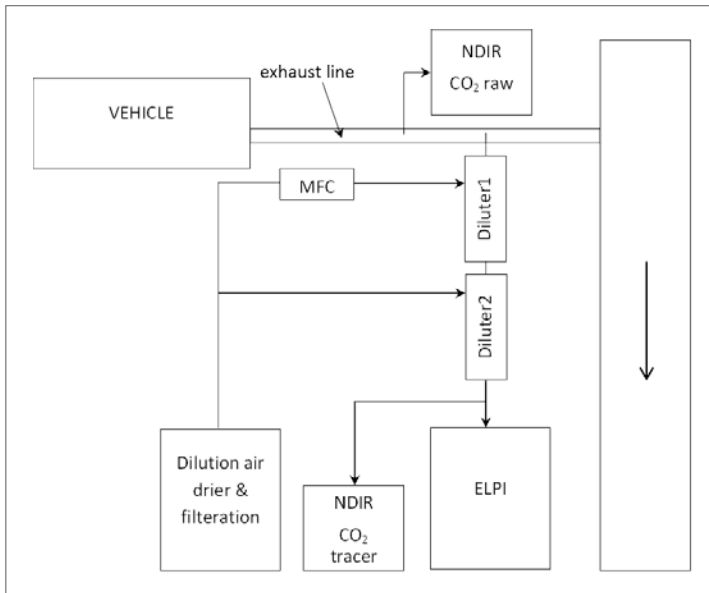 NDIR
CO₂ raw
exhaust line
VEHICLE
MFC
Diluter1
Diluter2
Dilution air
drier &
filteration
NDIR
CO₂
tracer
ELPI